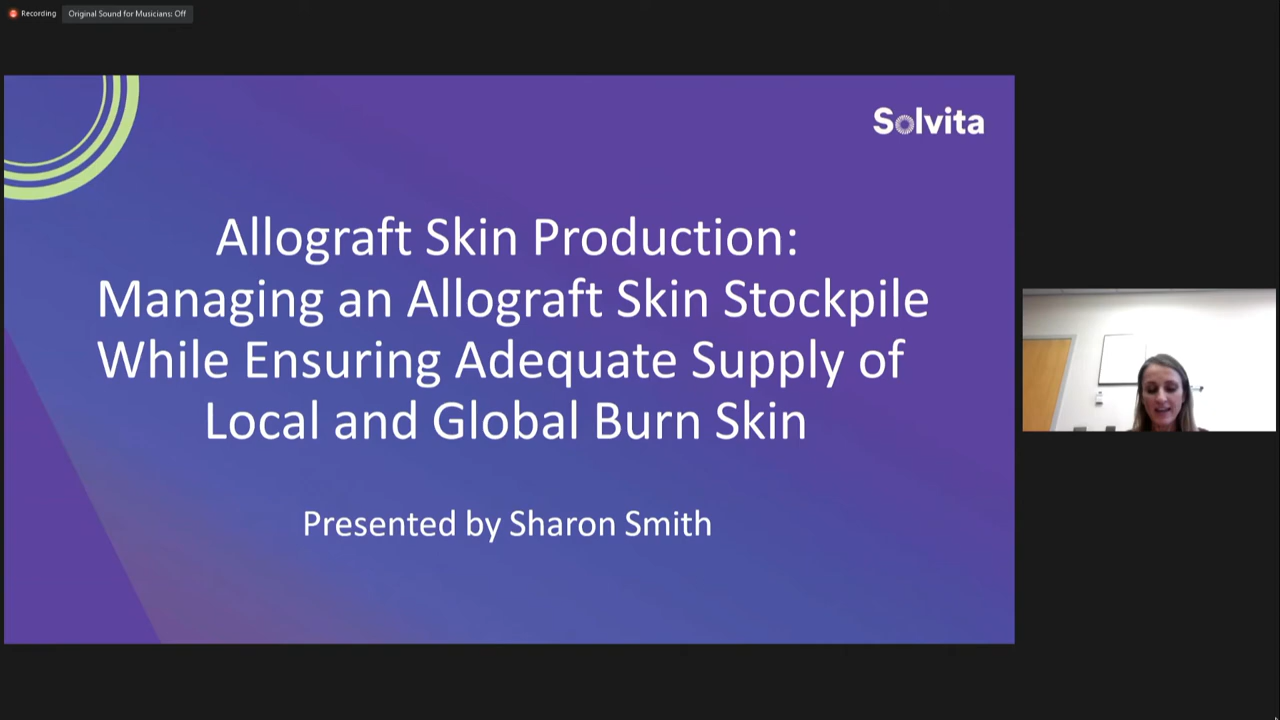 Recording
Original Sound for Musicians: Off
Solvita
Allograft Skin Production:
Managing an Allograft Skin Stockpile
While Ensuring Adequate Supply of
Local and Global Burn Skin
Presented by Sharon Smith